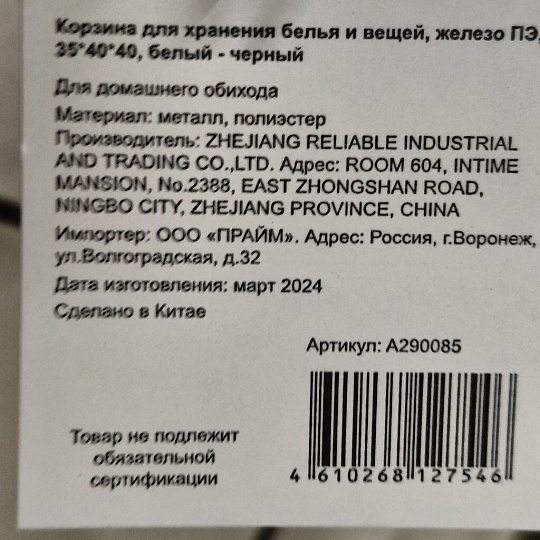 Корзина для хранения белья и вещей, железо ПЭ,
35*40*40, белый - черный
Для домашнего обихода
Материал: металл, полиэстер
Производитель: ZHEJIANG RELIABLE INDUSTRIAL
AND TRADING CO.,LTD. Адрес: ROOM 604, INTIME
MANSION, No.2388, EAST ZHONGSHAN ROAD,
NINGBO CITY, ZHEJIANG PROVINCE, CHINA
Импортер: ООО «ПРАЙМ». Адрес: Россия, г.Воронеж,
ул.Волгоградская, д.32
Дата изготовления: март 2024
Сделано в Китае
Артикул: А290085
Товар не подлежит
обязательной
сертификации
4 610268 127546